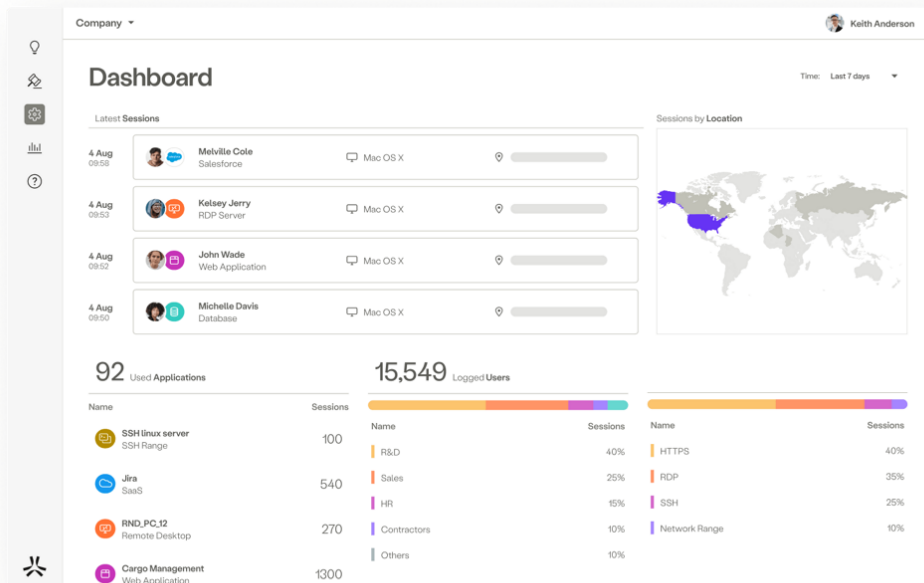 Company
Keith Anderson
Dashboard
Time: Last 7 days
Latest Sessions
Sessions by Location
4 Aug
09:58
Melville Cole
Salesforce
Mac OS X
4 Aug
09:53
Kelsey Jerry
RDP Server
Mac OS X
4 Aug
09:52
John Wade
Web Application
Mac OS X
4 Aug
09:50
Michelle Davis
Database
Mac OS X
92 Used Applications
Name Sessions
SSH linux server
SSH Range
100
Jira
SaaS
540
RND_PC_12
Remote Desktop
270
Cargo Management
Web Application
1300
15,549 Logged Users
Name Sessions
R&D 40%
Sales 25%
HR 15%
Contractors 10%
Others 10%
Name Sessions
HTTPS 40%
RDP 35%
SSH 25%
Network Range 10%